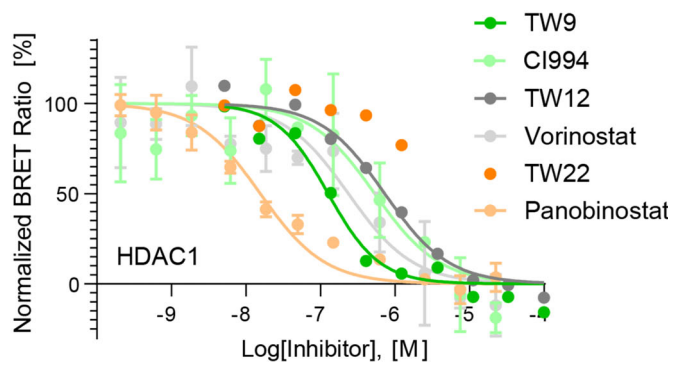 TW9
CI994
TW12
Vorinostat
TW22
Panobinostat
Normalized BRET Ratio [%]
100
50
0
HDAC1
-9 -8 -7 -6 -5 -4
Log[Inhibitor], [M]